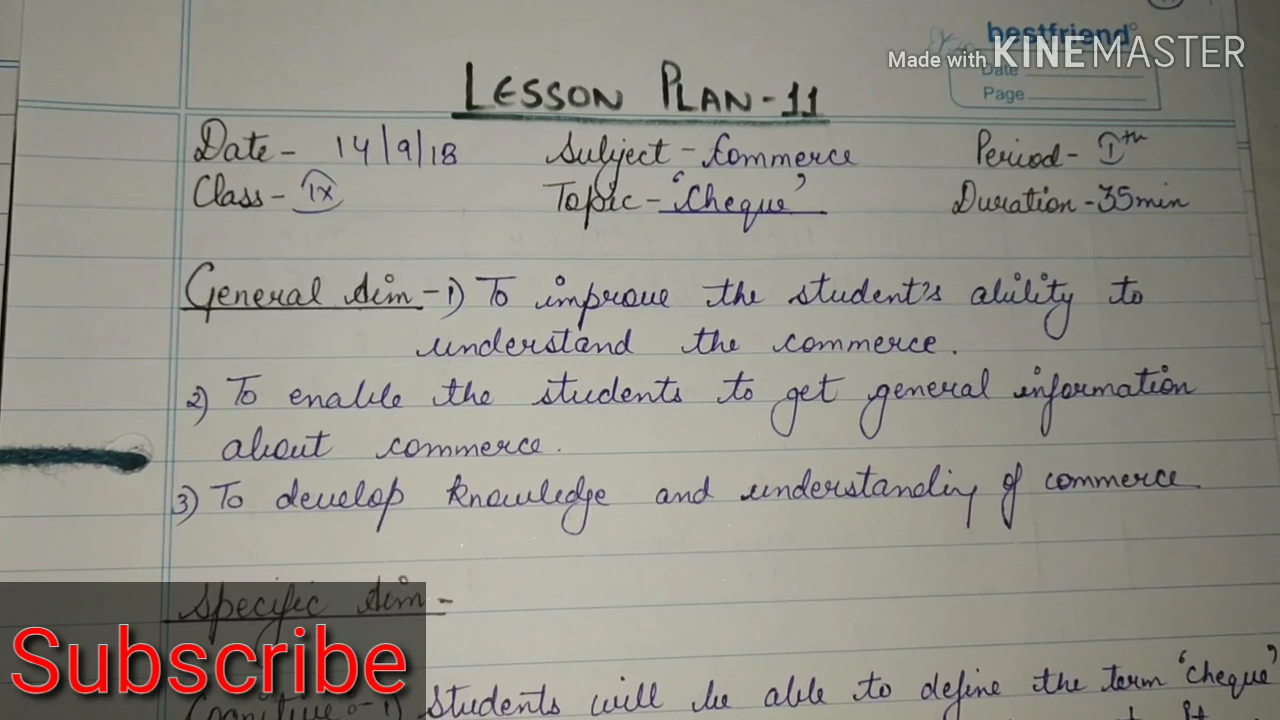 bestfriend
Made with KINEMASTER
Date
Page
LESSON PLAN-11
Date - 14/9/18 Subject - Commerce Period - Ith
Class - IX Topic - 'Cheque' Duration - 35min
General Aim - 1) To improve the student's ability to
understand the commerce.
2) To enable the students to get general information
about commerce.
3) To develop knowledge and understanding of commerce.
Specific Aim -
Subscribe
Cognitive :- 1) Students will be able to define the term 'cheque'